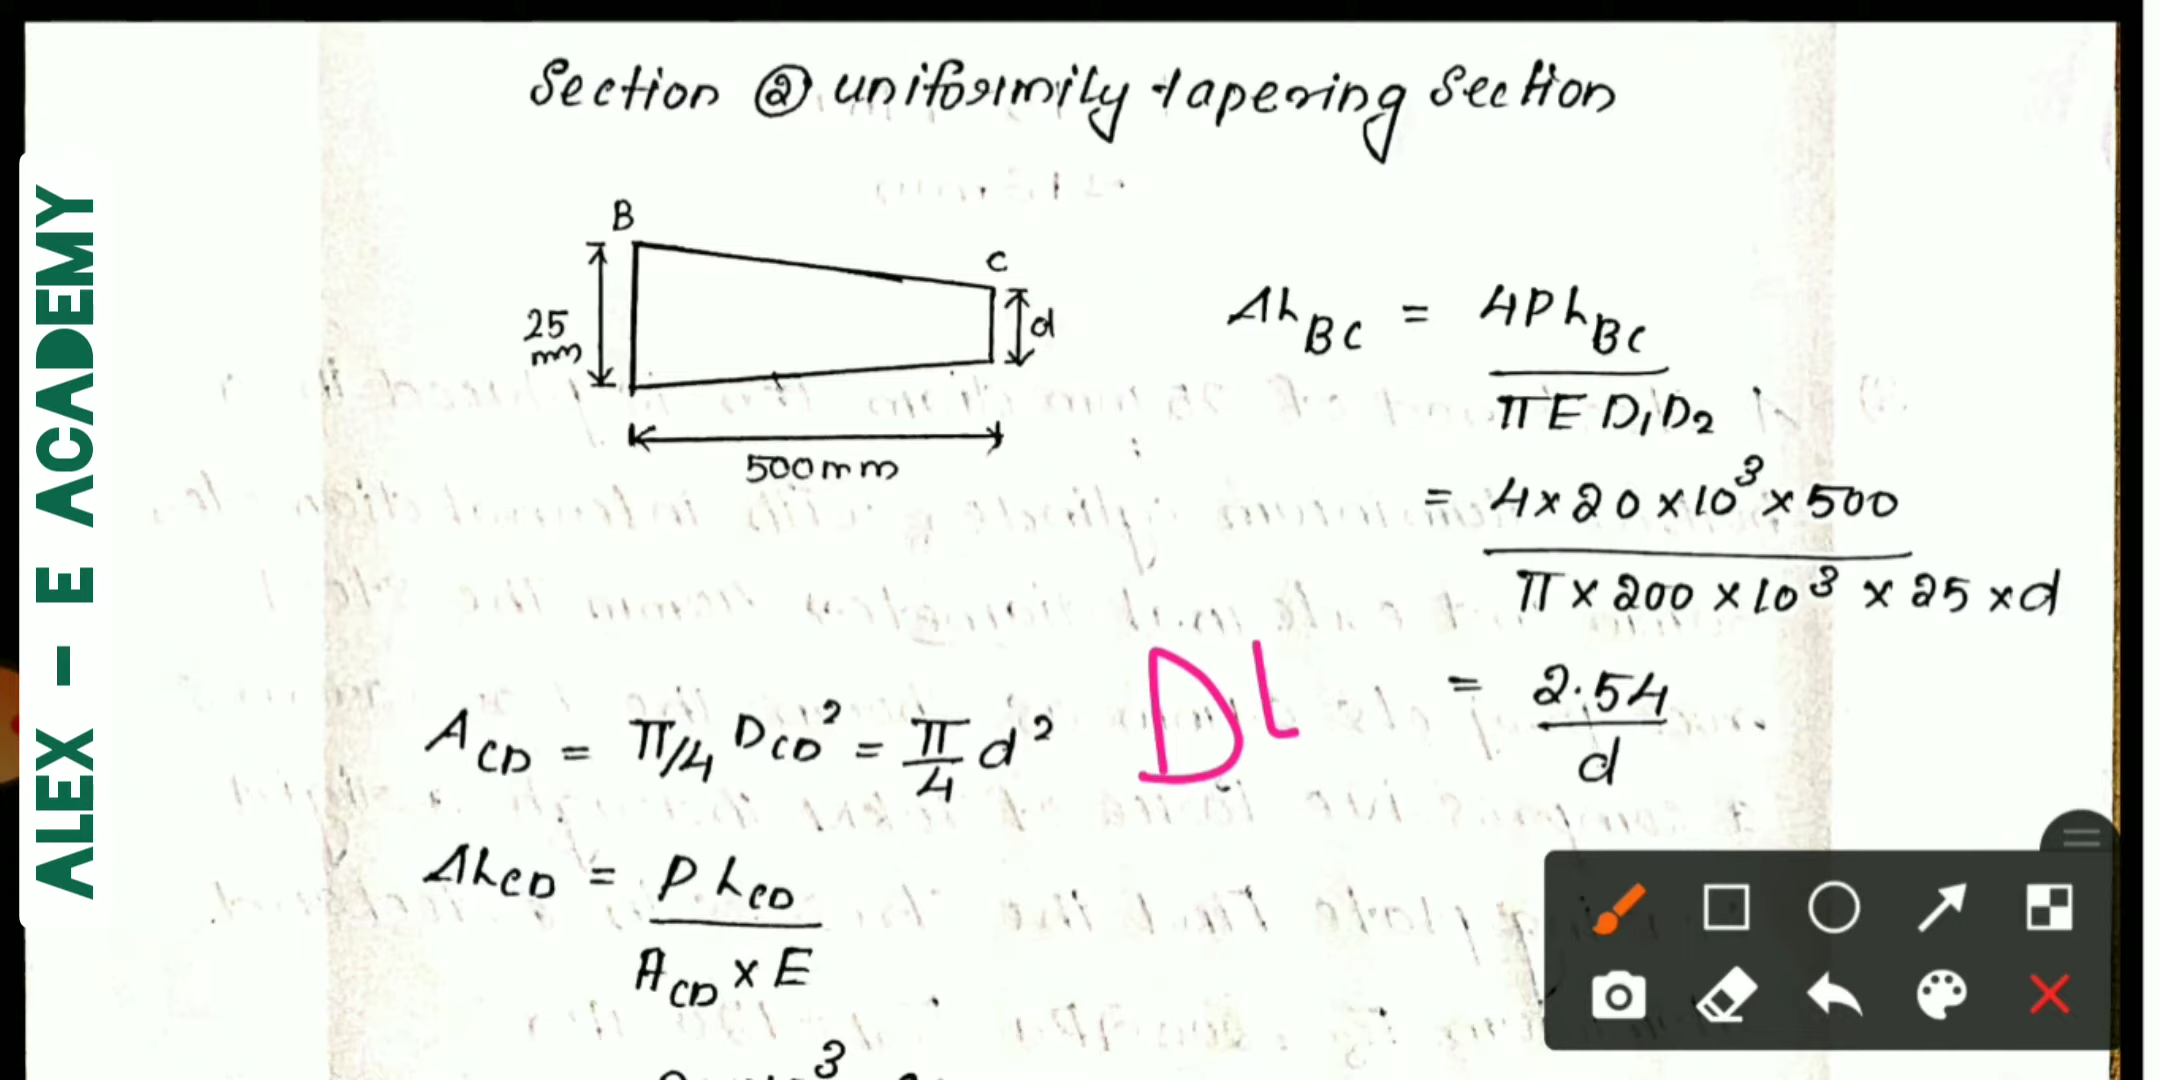 ALEX - E ACADEMY
Section ② uniformily tapering Section
B
C
25
mm
d
500mm
ΔL_BC = 4PL_BC / πE D₁D₂
= 4×20×10³×500 / π×200×10³×25×d
= 2.54 / d
A_CD = π/4 D_CD² = π/4 d²
DL
ΔL_CD = PL_CD / A_CD × E